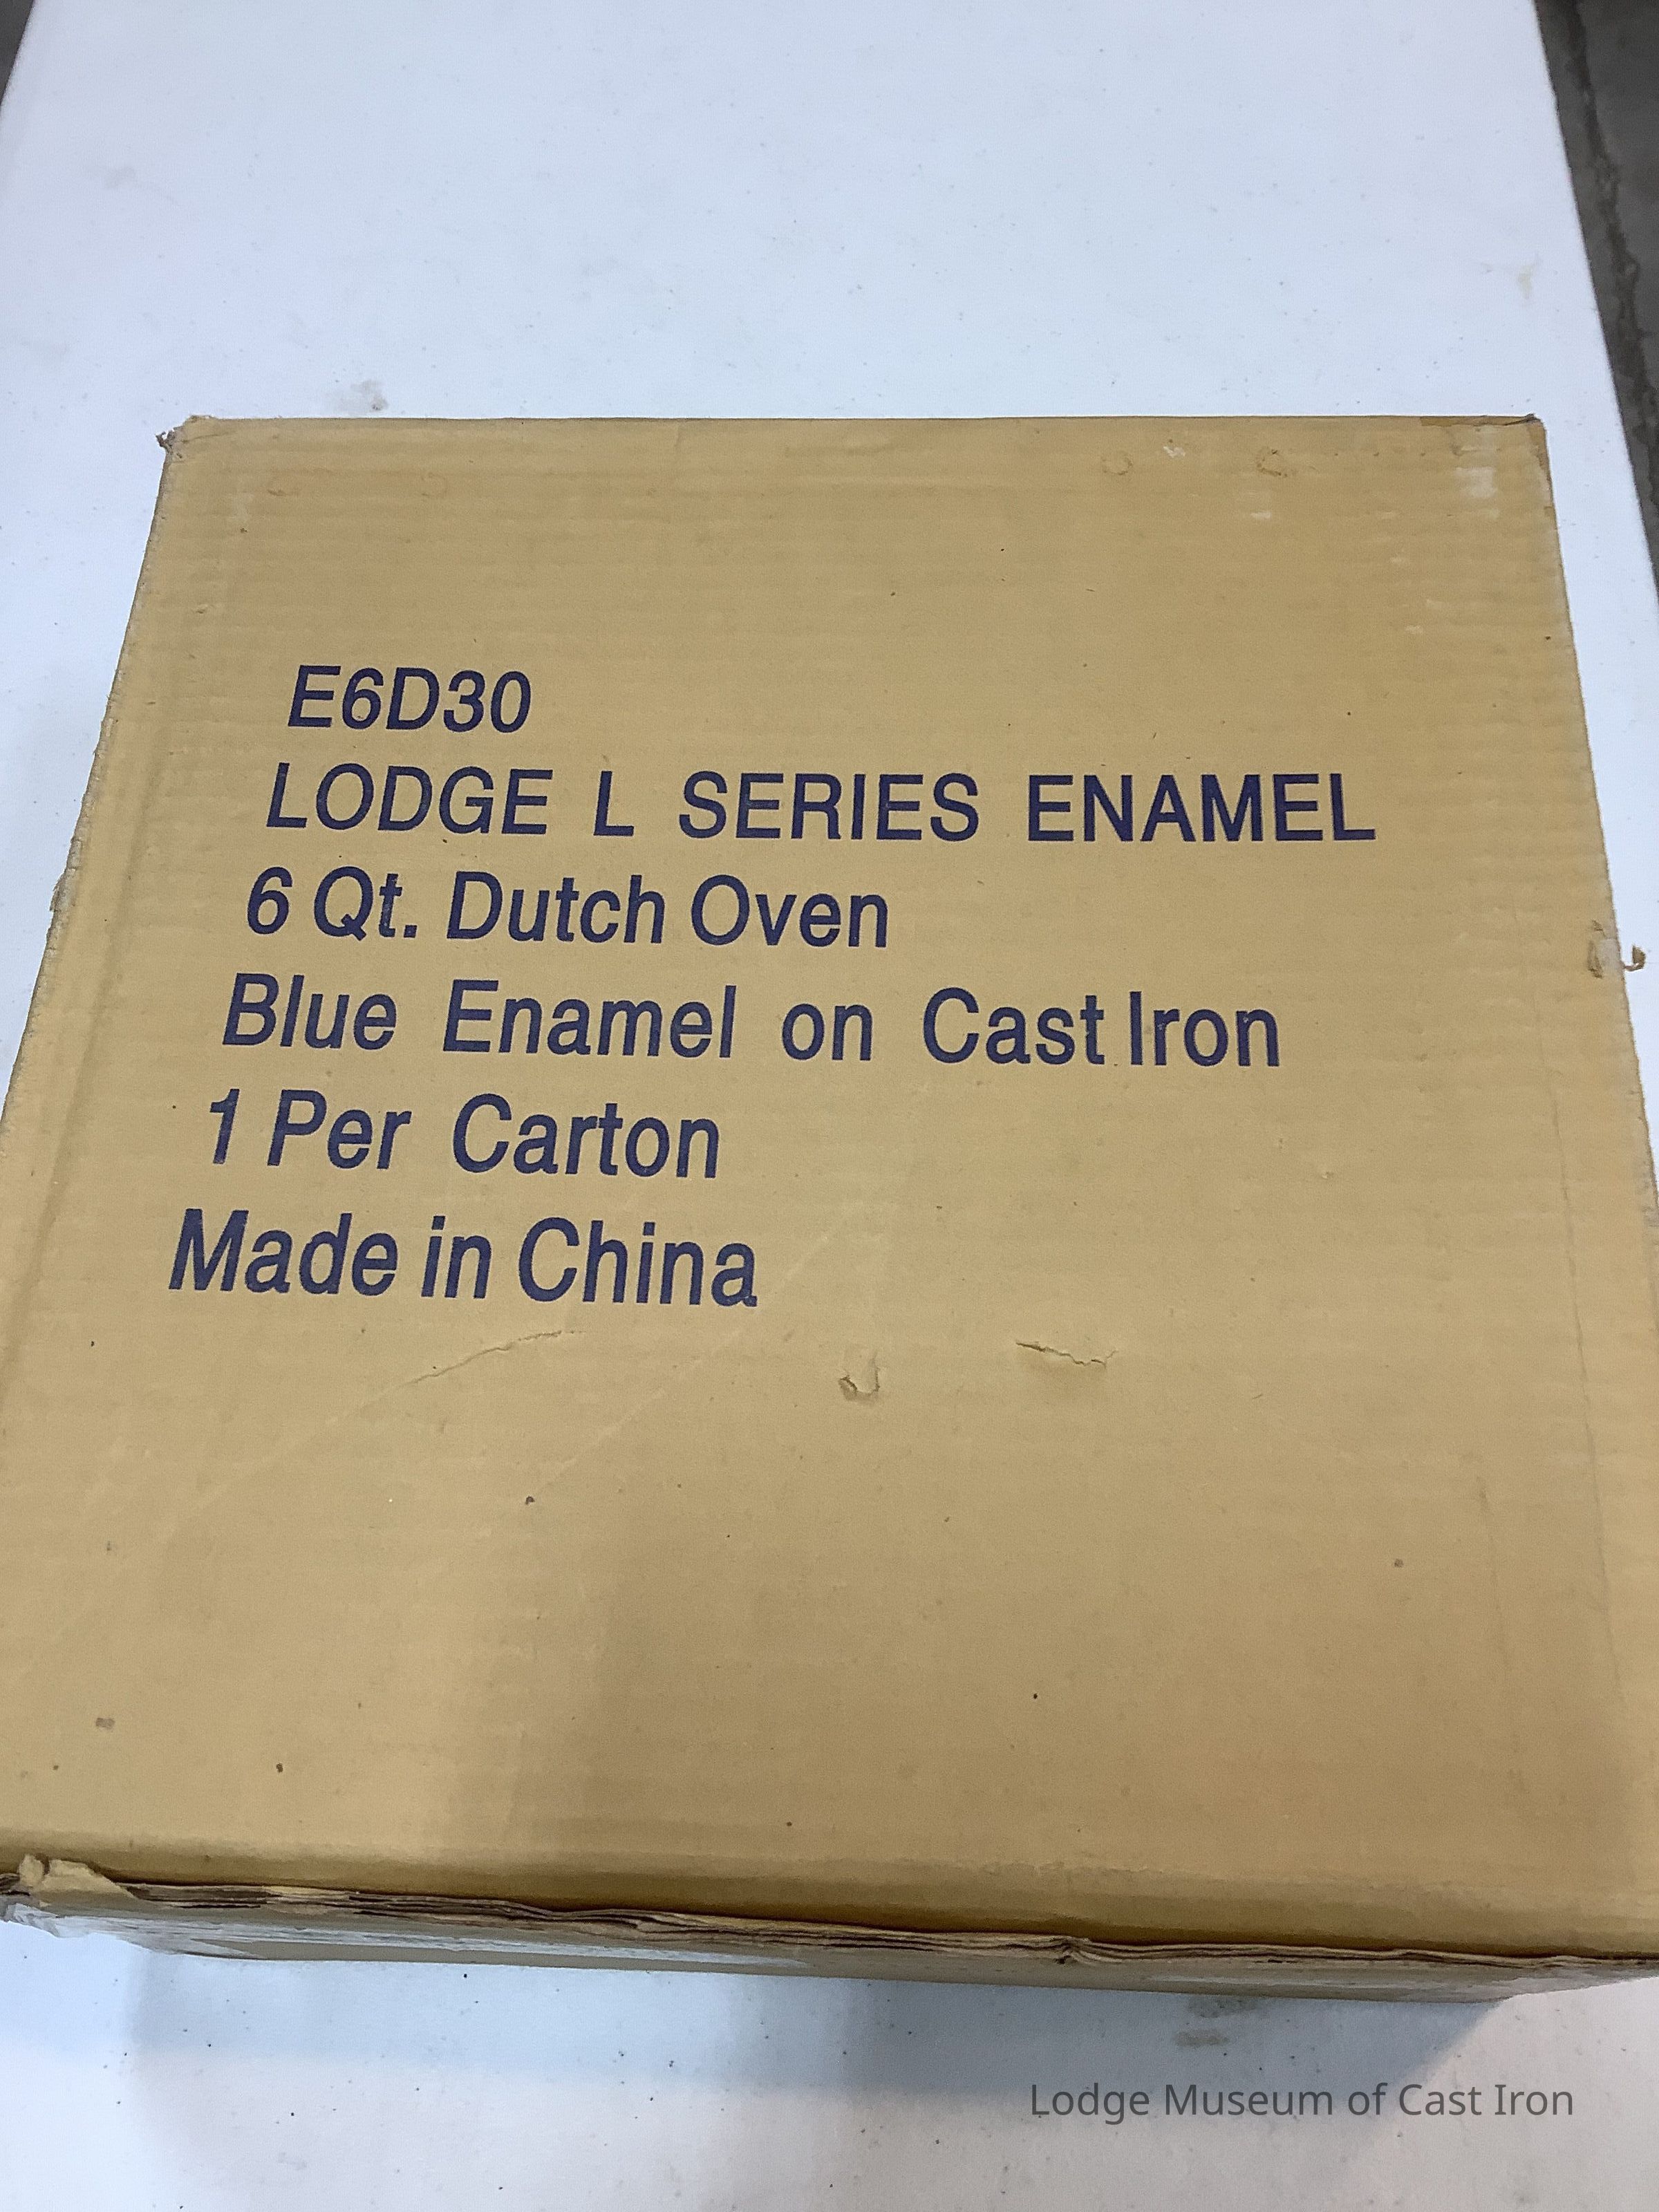 E6D30
LODGE L SERIES ENAMEL
6 Qt. Dutch Oven
Blue Enamel on Cast Iron
1 Per Carton
Made in China
Lodge Museum of Cast Iron